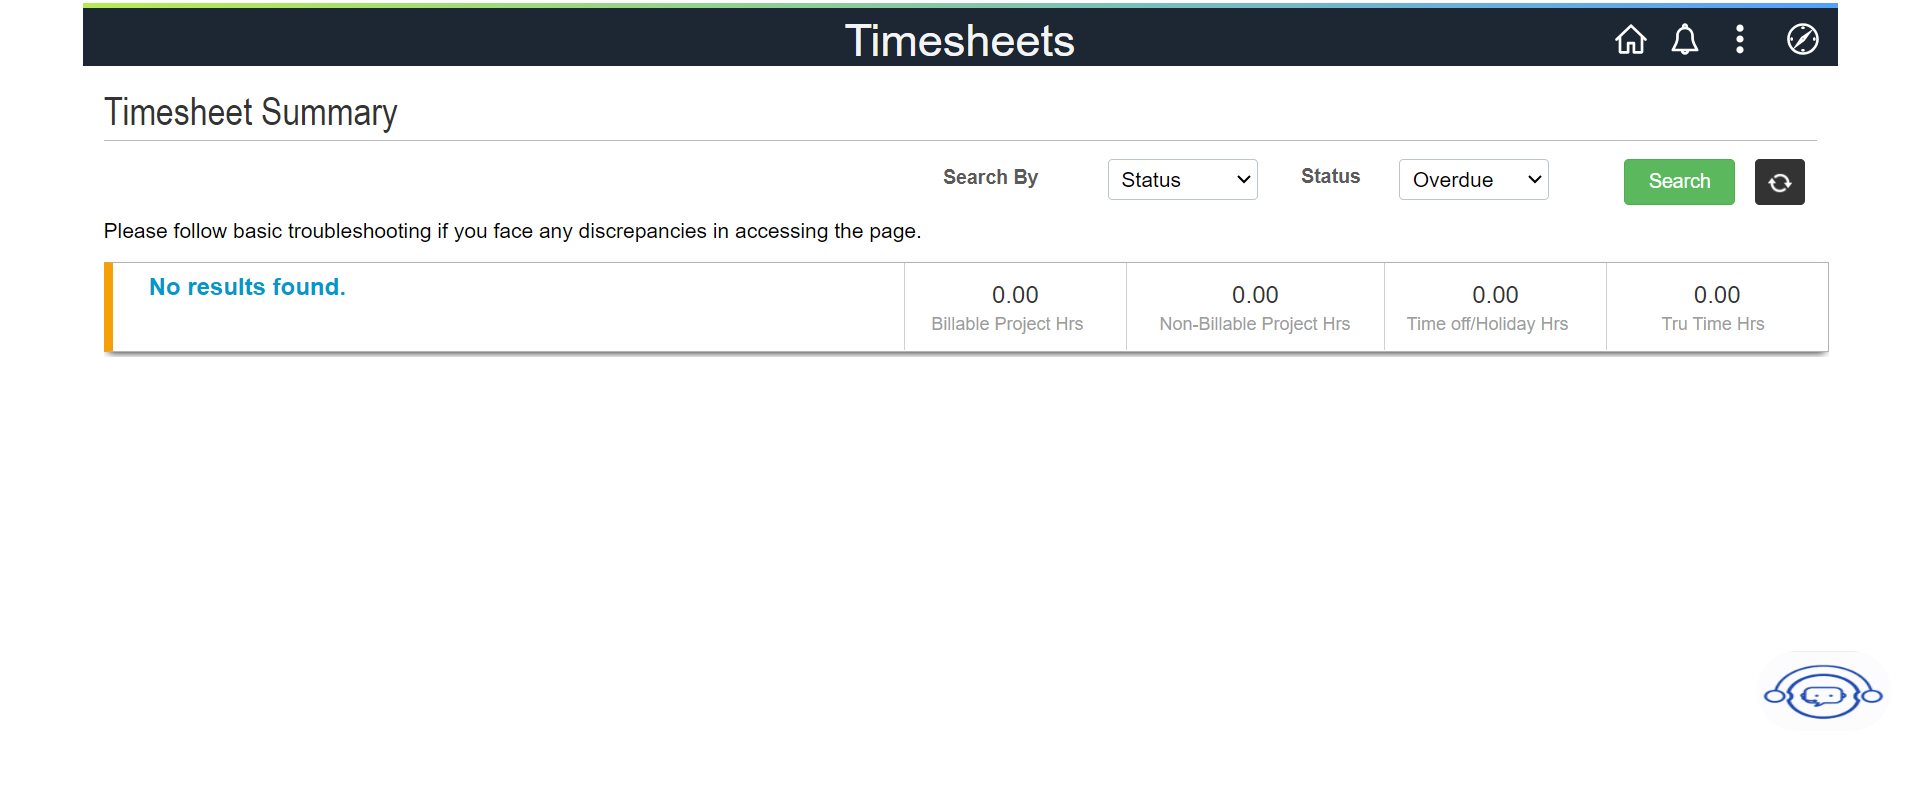 Timesheets
Timesheet Summary
Search By Status Status Overdue Search
Please follow basic troubleshooting if you face any discrepancies in accessing the page.
No results found.
0.00 0.00 0.00 0.00
Billable Project Hrs Non-Billable Project Hrs Time off/Holiday Hrs Tru Time Hrs